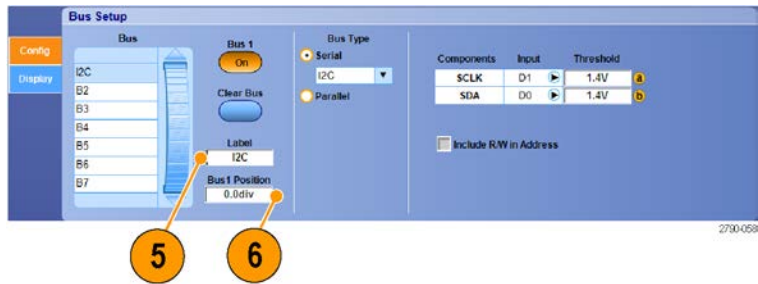 Bus Setup
Config
Display
Bus
I2C
B2
B3
B4
B5
B6
B7
Bus 1
On
Clear Bus
Label
I2C
Bus1 Position
0.0div
Bus Type
Serial
I2C
Parallel
Components Input Threshold
SCLK D1 1.4V a
SDA D0 1.4V b
Include R/W in Address
5
6
2790-058